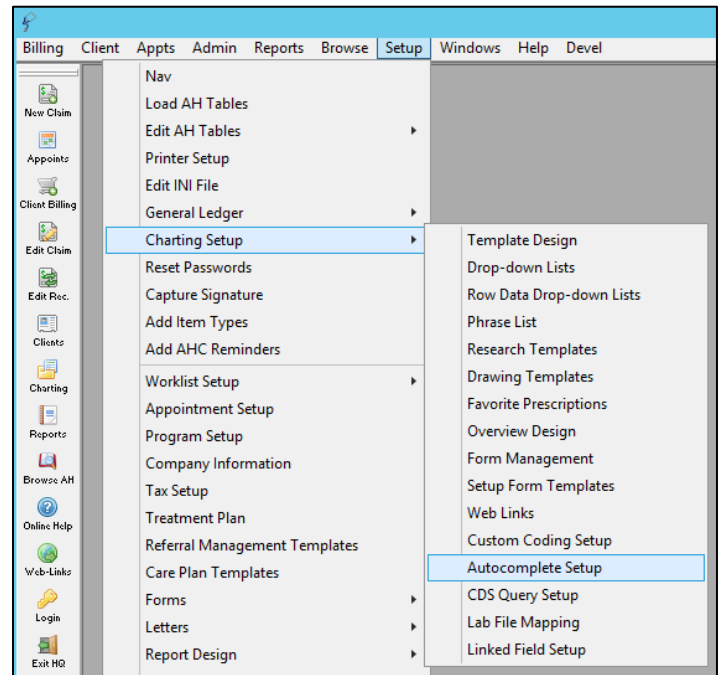 Billing Client Appts Admin Reports Browse Setup Windows Help Devel
New Claim
Appoints
Client Billing
Edit Claim
Edit Rec.
Clients
Charting
Reports
Browse AH
Online Help
Web-Links
Login
Exit HQ
Nav
Load AH Tables
Edit AH Tables
Printer Setup
Edit INI File
General Ledger
Charting Setup
Reset Passwords
Capture Signature
Add Item Types
Add AHC Reminders
Worklist Setup
Appointment Setup
Program Setup
Company Information
Tax Setup
Treatment Plan
Referral Management Templates
Care Plan Templates
Forms
Letters
Report Design
Template Design
Drop-down Lists
Row Data Drop-down Lists
Phrase List
Research Templates
Drawing Templates
Favorite Prescriptions
Overview Design
Form Management
Setup Form Templates
Web Links
Custom Coding Setup
Autocomplete Setup
CDS Query Setup
Lab File Mapping
Linked Field Setup